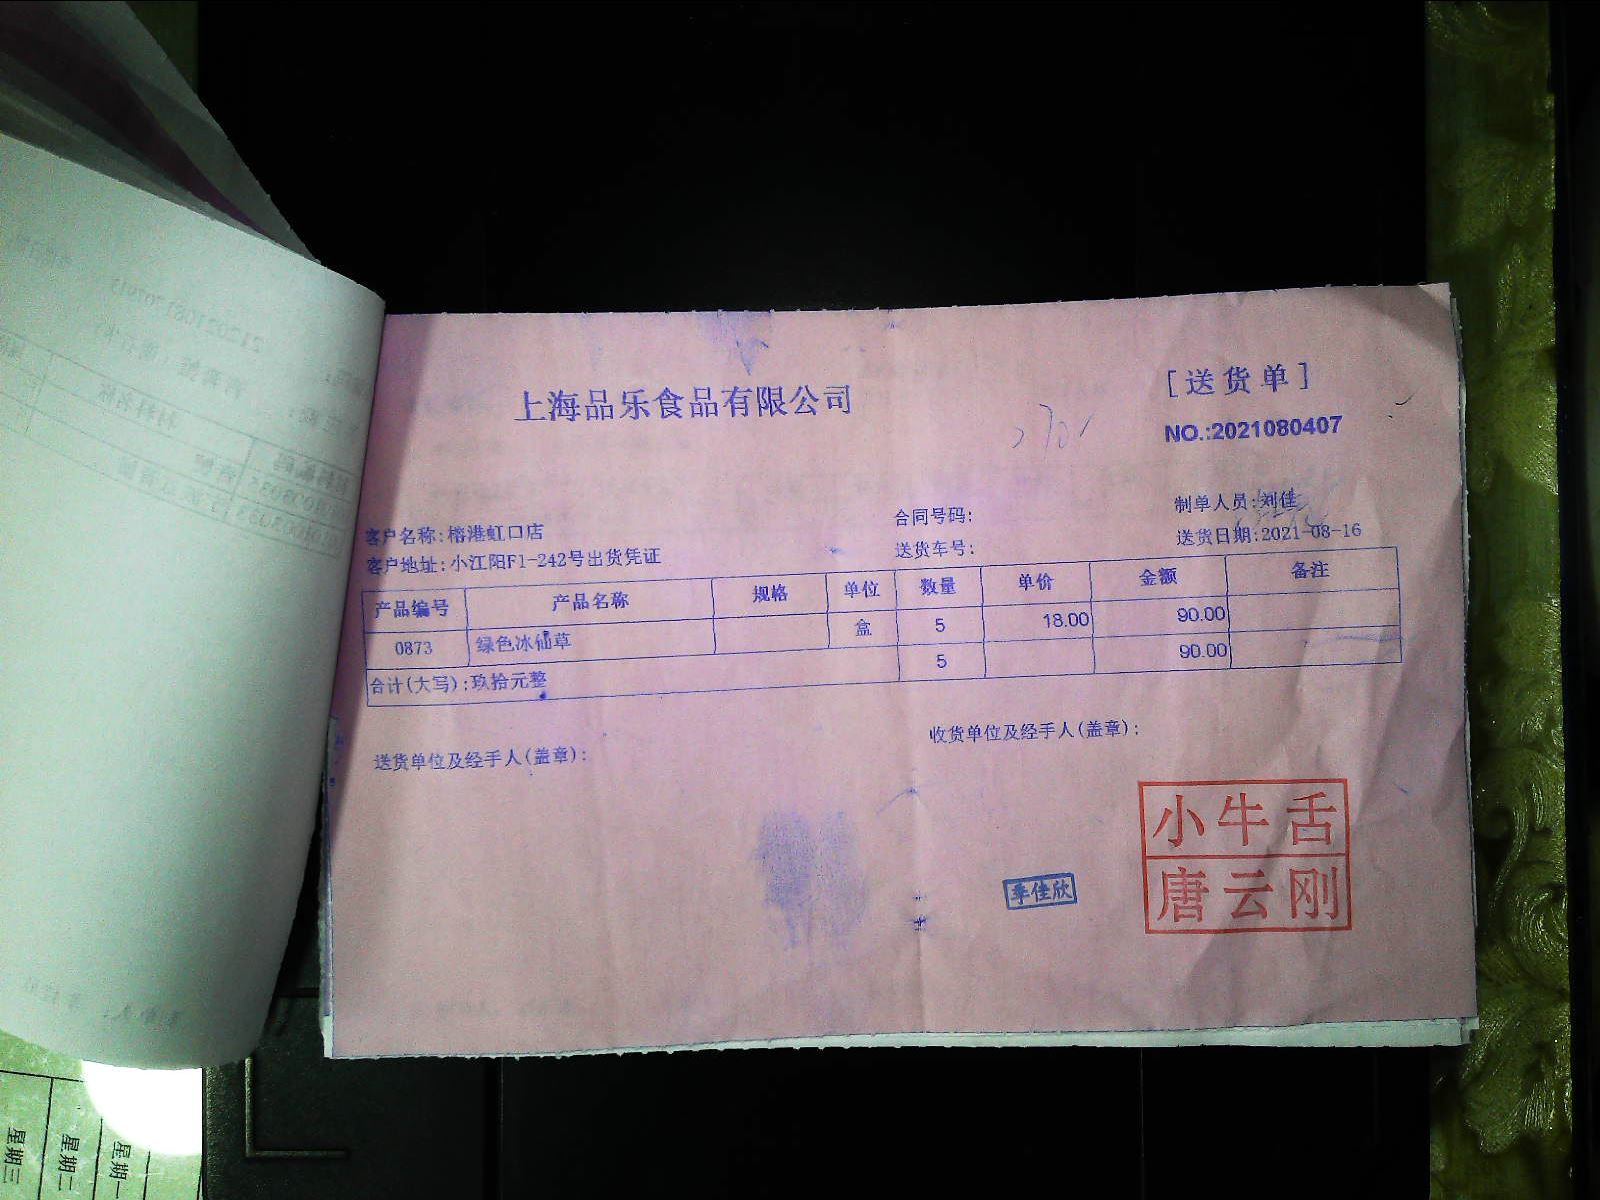 上海品乐食品有限公司
[送货单]
NO.:2021080407
制单人员:刘佳
客户名称:榕港虹口店
合同号码:
送货日期:2021-08-16
客户地址:小江阳F1-242号出货凭证
送货车号:
产品编号 产品名称 规格 单位 数量 单价 金额 备注
0873 绿色冰仙草 盒 5 18.00 90.00
合计(大写):玖拾元整 5 90.00
送货单位及经手人(盖章):
收货单位及经手人(盖章):
小牛舌
唐云刚
季佳欣
星期一
星期二
星期三